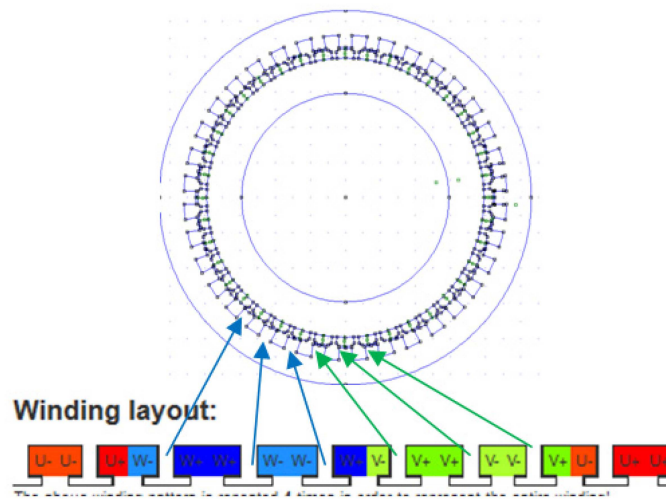 Winding layout:
U- U- U+ W- W+ W+ W- W- W+ V- V+ V+ V- V- V+ U- U+ U+
The above winding pattern is repeated 4 times in order to represent the entire winding!